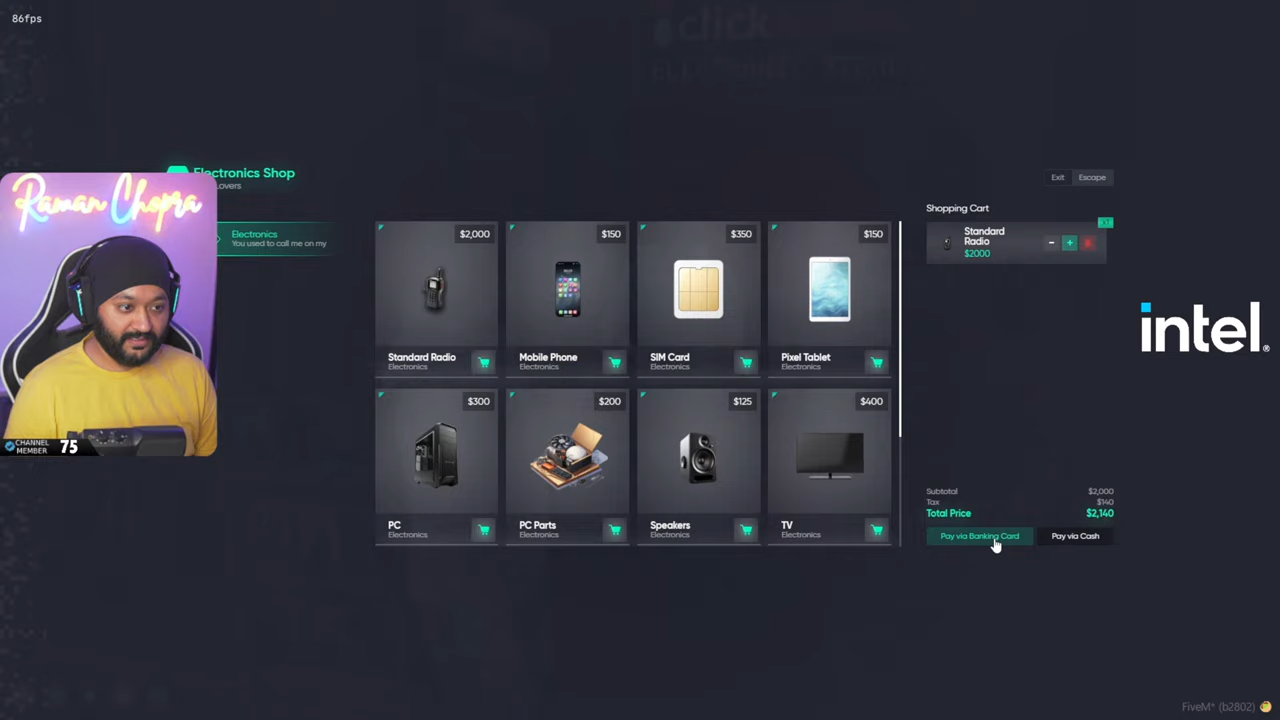 86fps
click
Electronics Shop
Lovers
Raman Chopra
Electronics
You used to call me on my
CHANNEL
MEMBER
75
$2,000
Standard Radio
Electronics
$150
Mobile Phone
Electronics
$350
SIM Card
Electronics
$150
Pixel Tablet
Electronics
$300
PC
Electronics
$200
PC Parts
Electronics
$125
Speakers
Electronics
$400
TV
Electronics
Exit
Escape
Shopping Cart
Standard
Radio
$2000
Subtotal $2,000
Tax $140
Total Price $2,140
Pay via Banking Card
Pay via Cash
intel.
FiveM* (b2802)